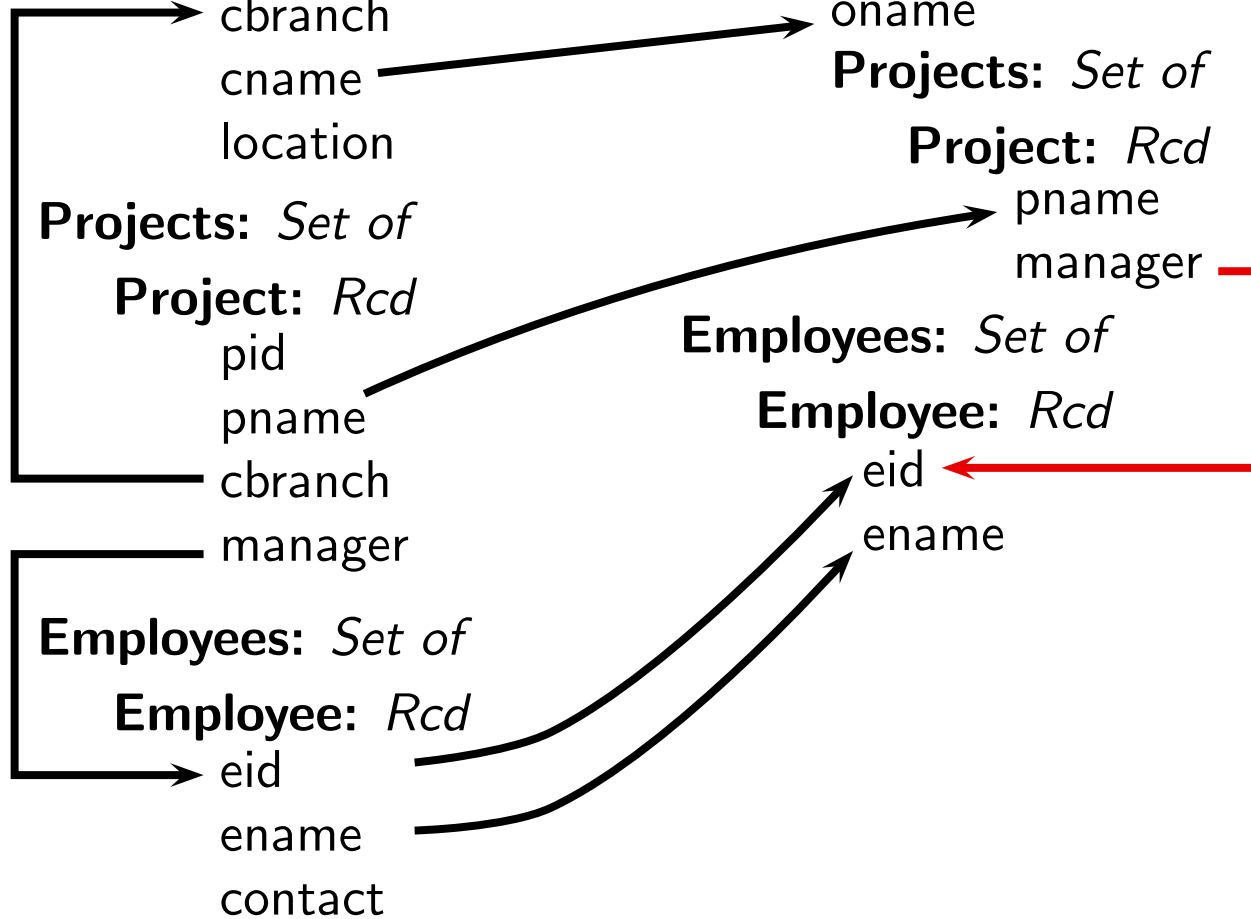 cbranch
cname
location
Projects: Set of
Project: Rcd
pid
pname
cbranch
manager
Employees: Set of
Employee: Rcd
eid
ename
contact
oname
Projects: Set of
Project: Rcd
pname
manager
Employees: Set of
Employee: Rcd
eid
ename